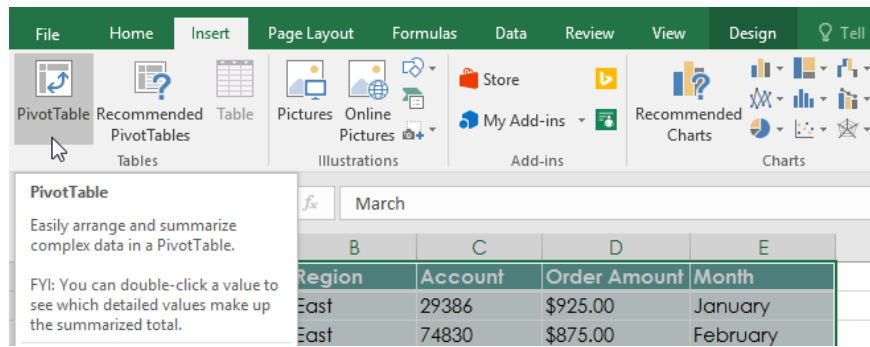 File Home Insert Page Layout Formulas Data Review View Design Tell
PivotTable Recommended PivotTables Table
Tables
Pictures Online Pictures
Illustrations
Store
My Add-ins
Add-ins
Recommended Charts
Charts
PivotTable
Easily arrange and summarize
complex data in a PivotTable.
FYI: You can double-click a value to
see which detailed values make up
the summarized total.
fx March
B C D E
Region Account Order Amount Month
East 29386 $925.00 January
East 74830 $875.00 February